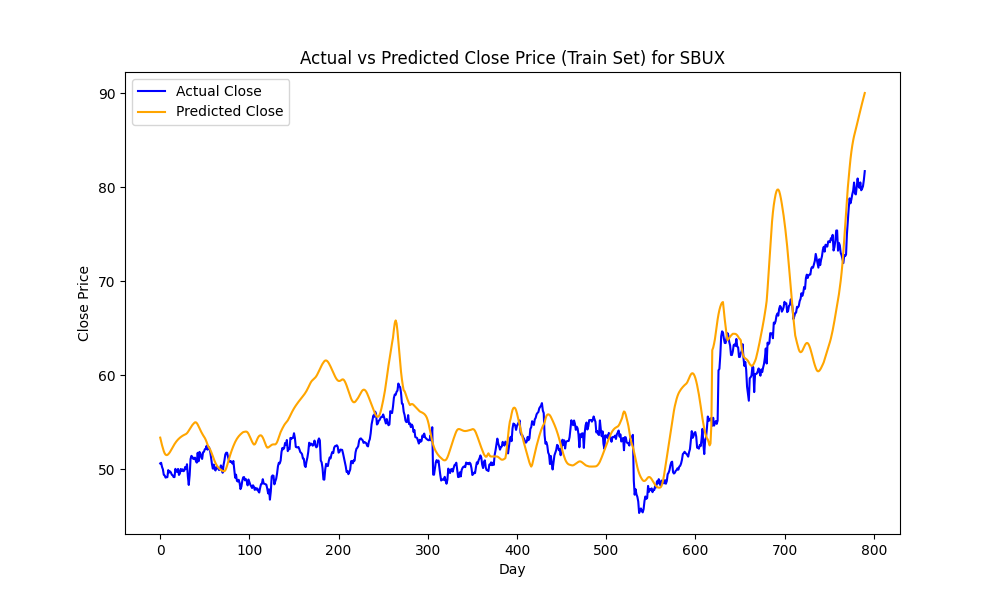 Actual vs Predicted Close Price (Train Set) for SBUX
Actual Close
Predicted Close
90
80
70
60
50
Close Price
0 100 200 300 400 500 600 700 800
Day